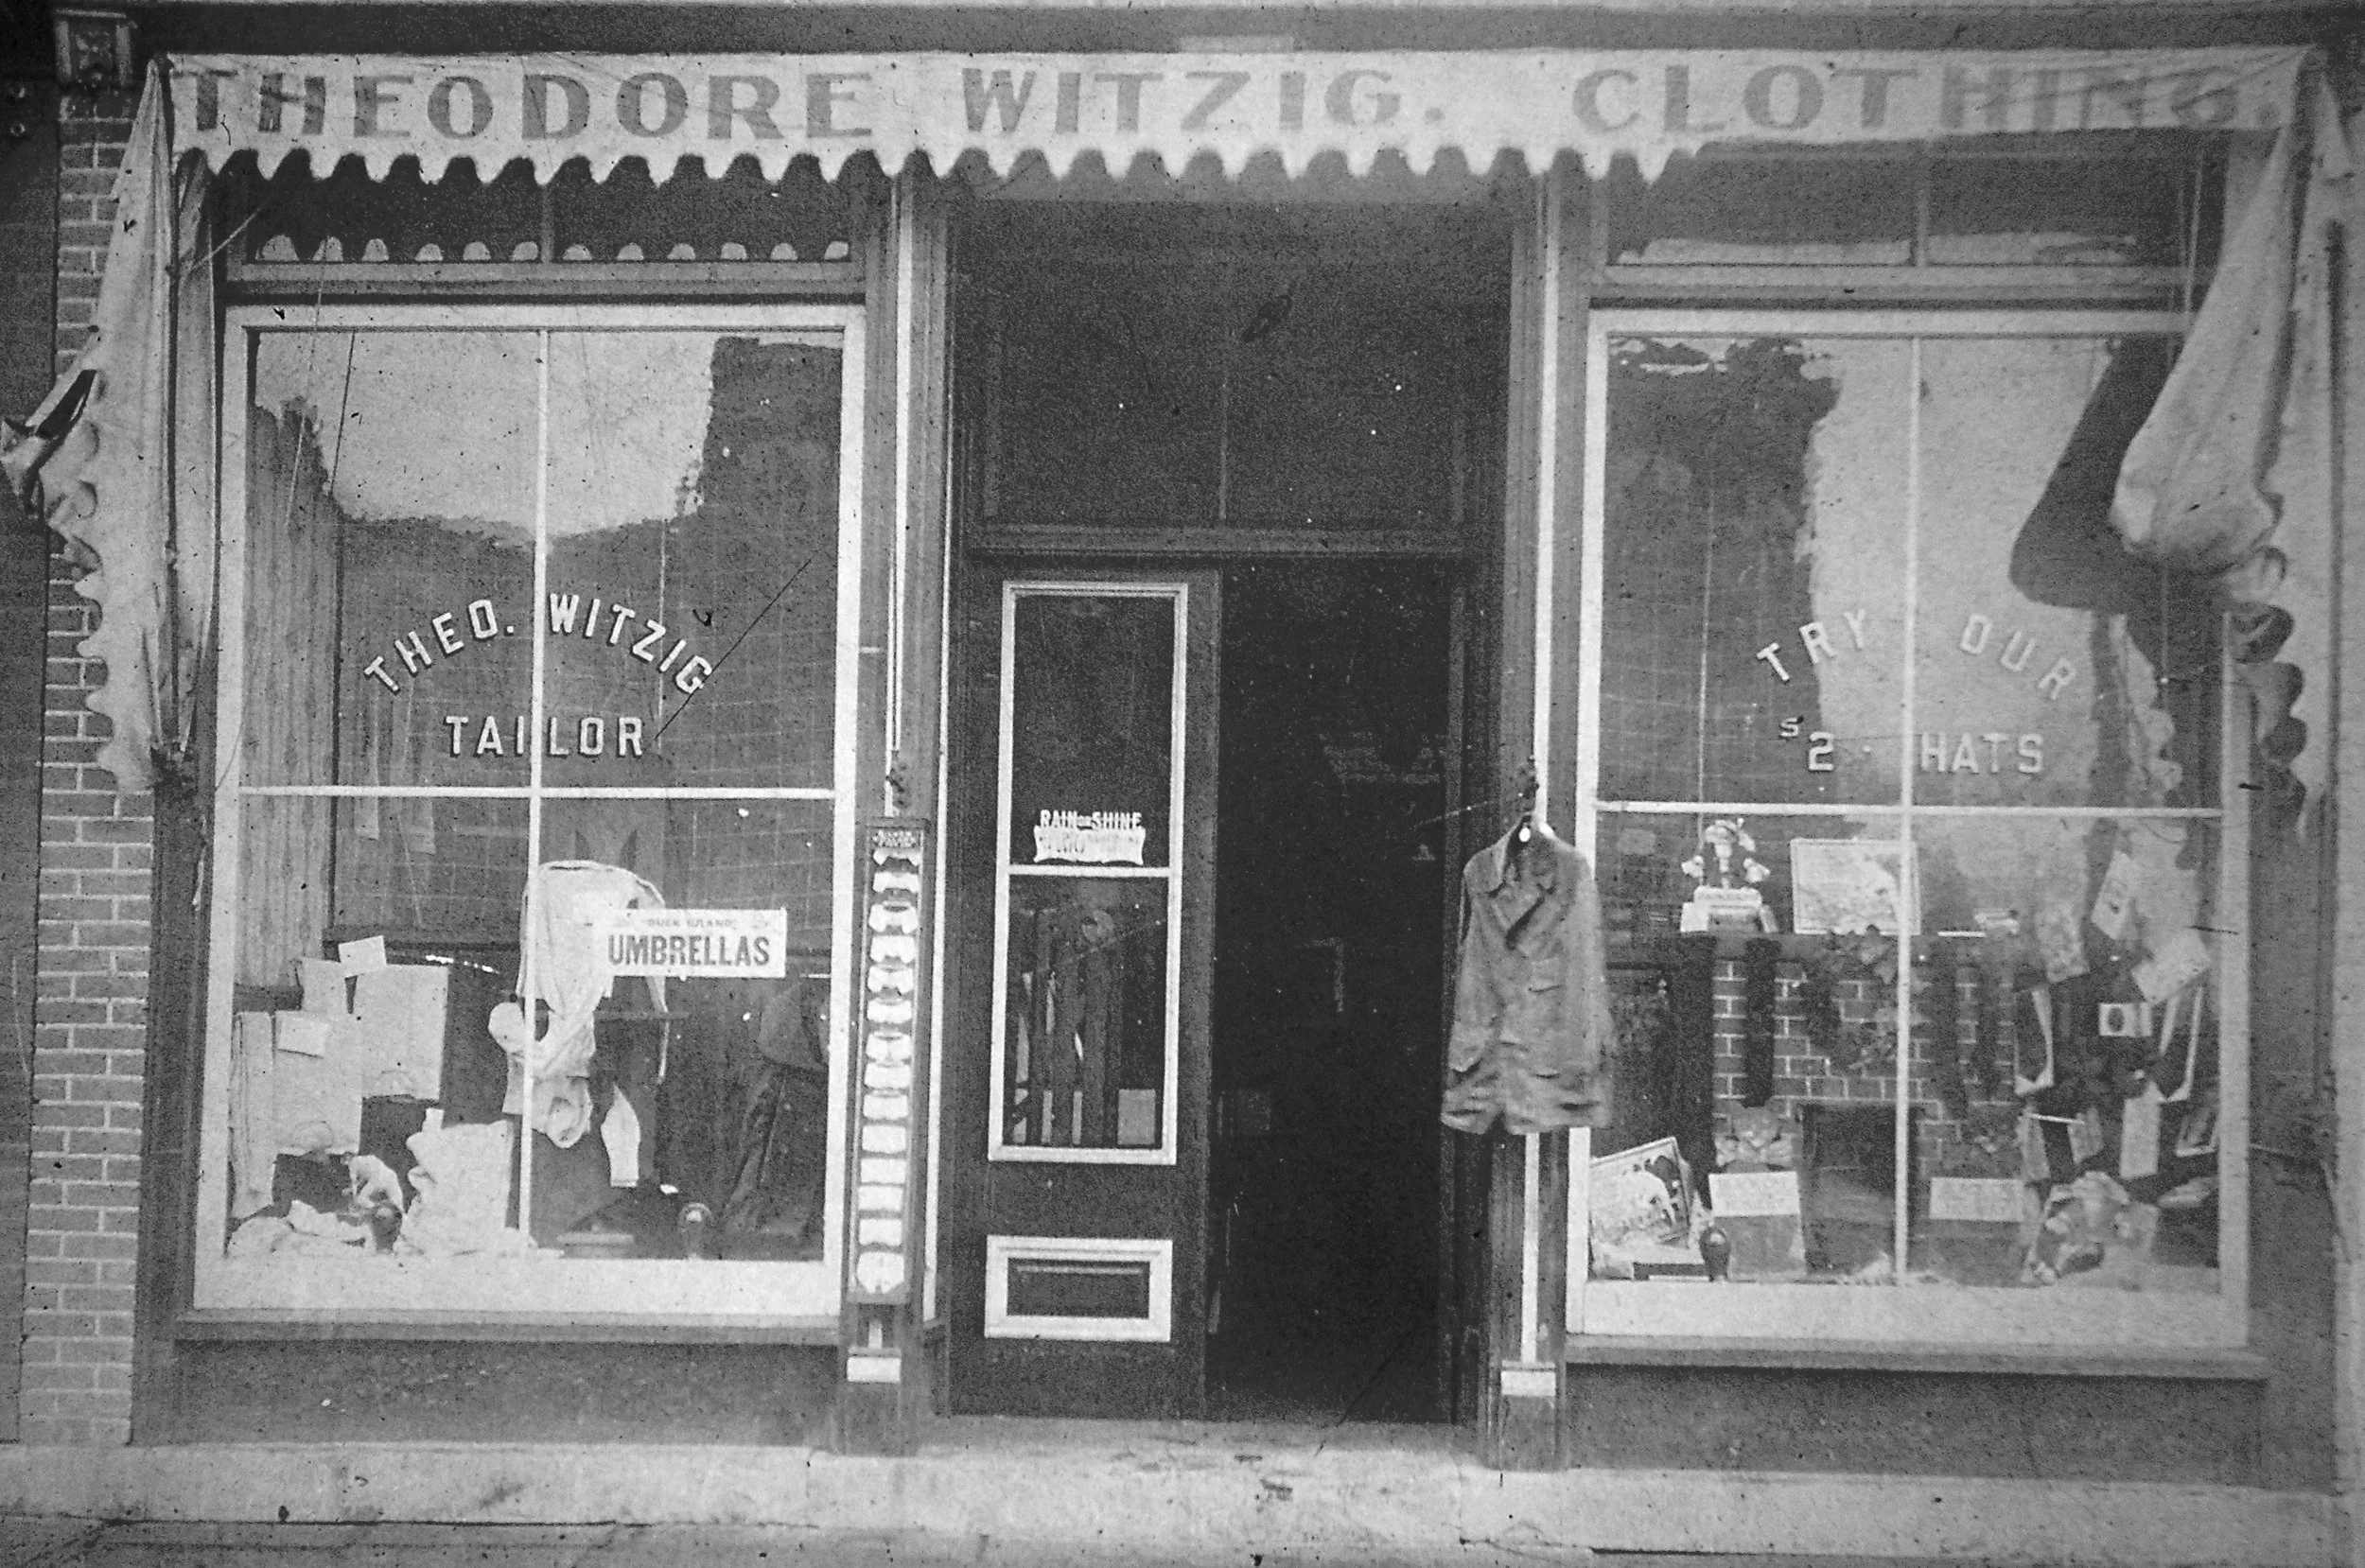 THEODORE WITZIG. CLOTHING.
THEO. WITZIG
TAILOR
UMBRELLAS
RAIN OR SHINE
TRY OUR
$2. HATS